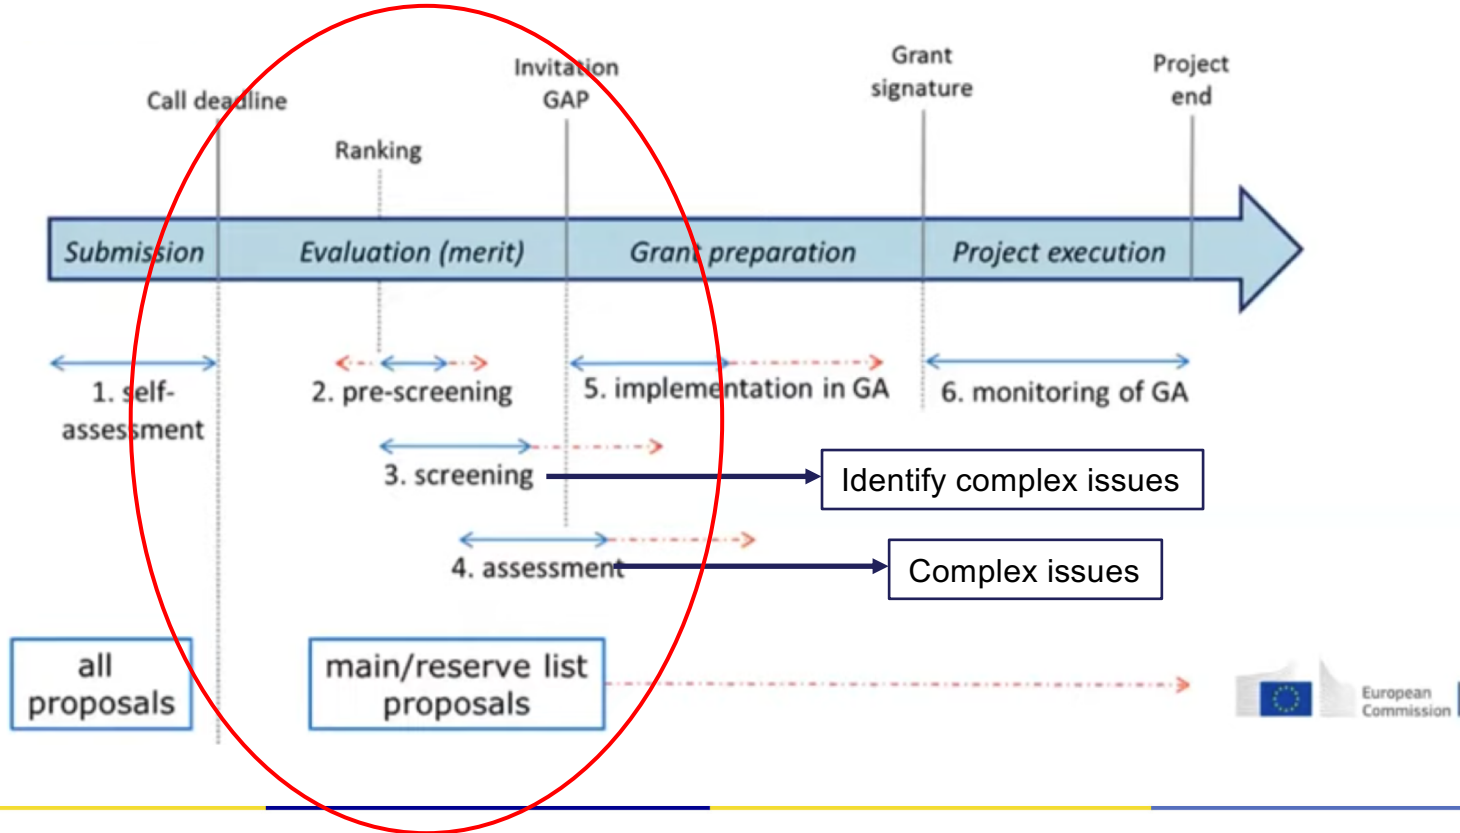 Call deadline
Ranking
Invitation
GAP
Grant
signature
Project
end
Submission
Evaluation (merit)
Grant preparation
Project execution
1. self-
assessment
2. pre-screening
3. screening
4. assessment
5. implementation in GA
6. monitoring of GA
Identify complex issues
Complex issues
all
proposals
main/reserve list
proposals
European
Commission